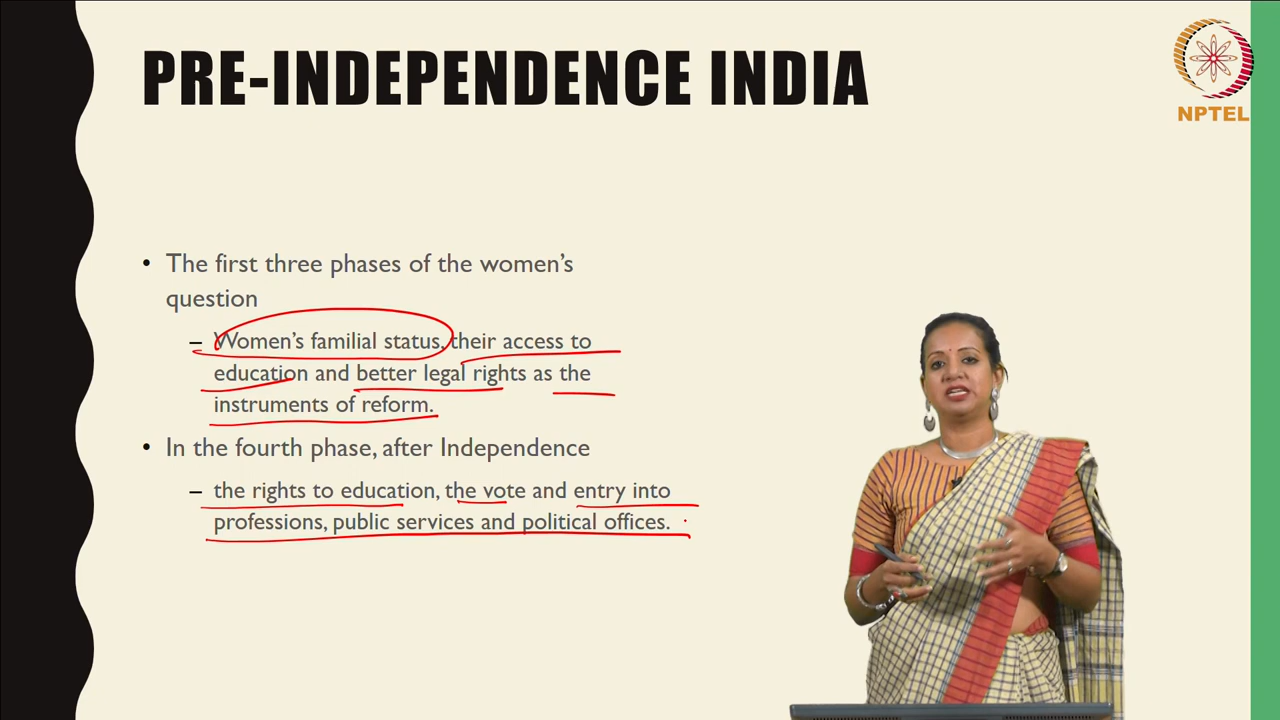 PRE-INDEPENDENCE INDIA
NPTEL
• The first three phases of the women's
question
– Women's familial status, their access to
education and better legal rights as the
instruments of reform.
• In the fourth phase, after Independence
– the rights to education, the vote and entry into
professions, public services and political offices.